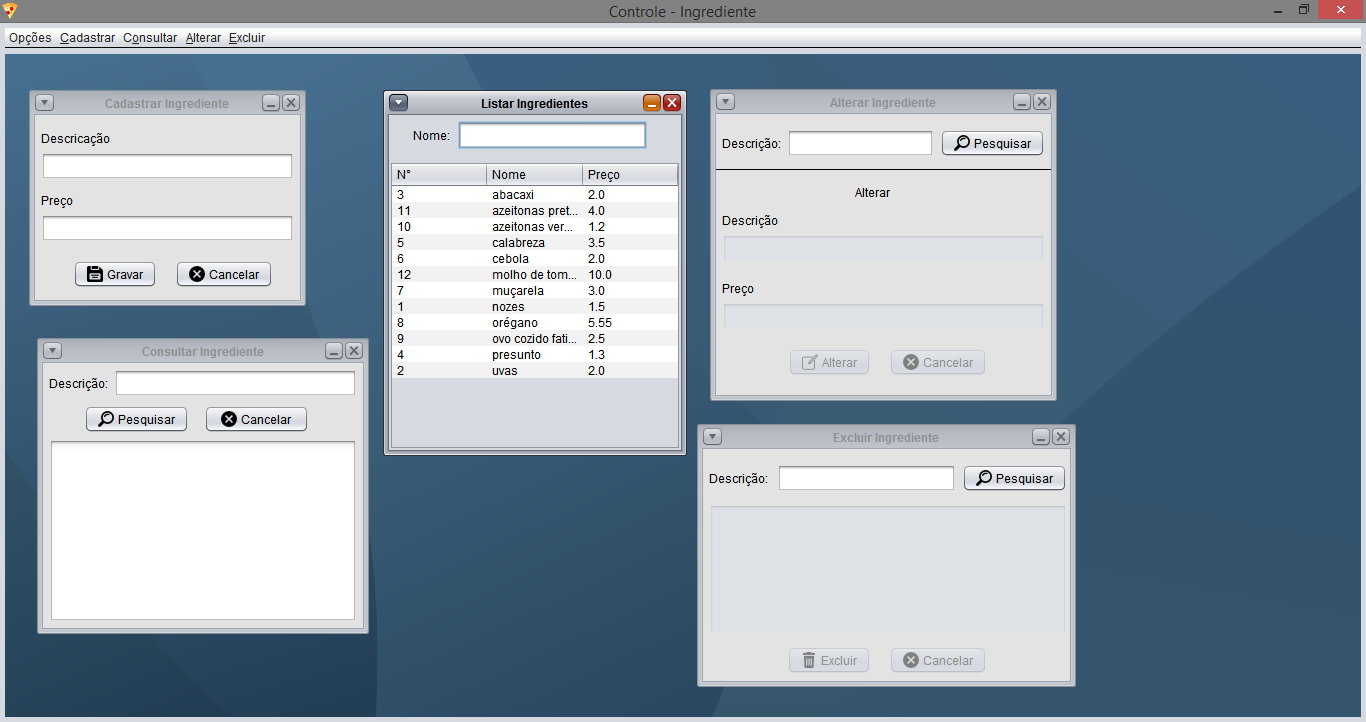 Controle - Ingrediente
Opções Cadastrar Consultar Alterar Excluir
Cadastrar Ingrediente
Descricação
Preço
Gravar Cancelar
Consultar Ingrediente
Descrição:
Pesquisar Cancelar
Listar Ingredientes
Nome:
N° Nome Preço
3 abacaxi 2.0
11 azeitonas pret... 4.0
10 azeitonas ver... 1.2
5 calabreza 3.5
6 cebola 2.0
12 molho de tom... 10.0
7 muçarela 3.0
1 nozes 1.5
8 orégano 5.55
9 ovo cozido fati... 2.5
4 presunto 1.3
2 uvas 2.0
Alterar Ingrediente
Descrição: Pesquisar
Alterar
Descrição
Preço
Alterar Cancelar
Excluir Ingrediente
Descrição: Pesquisar
Excluir Cancelar